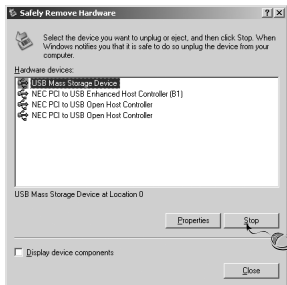 Safely Remove Hardware
Select the device you want to unplug or eject, and then click Stop. When
Windows notifies you that it is safe to do so unplug the device from your
computer.
Hardware devices:
USB Mass Storage Device
NEC PCI to USB Enhanced Host Controller (B1)
NEC PCI to USB Open Host Controller
NEC PCI to USB Open Host Controller
USB Mass Storage Device at Location 0
Properties Stop
Display device components
Close